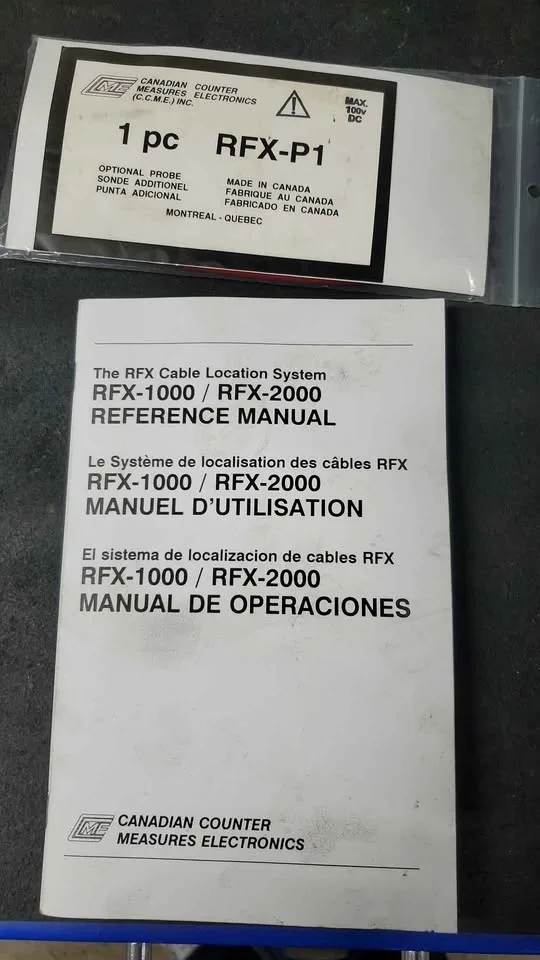 CME
CANADIAN COUNTER
MEASURES ELECTRONICS
(C.C.M.E.) INC.
MAX.
100v
DC
1 pc RFX-P1
OPTIONAL PROBE
SONDE ADDITIONEL
PUNTA ADICIONAL
MADE IN CANADA
FABRIQUE AU CANADA
FABRICADO EN CANADA
MONTREAL - QUEBEC
The RFX Cable Location System
RFX-1000 / RFX-2000
REFERENCE MANUAL
Le Système de localisation des câbles RFX
RFX-1000 / RFX-2000
MANUEL D'UTILISATION
El sistema de localizacion de cables RFX
RFX-1000 / RFX-2000
MANUAL DE OPERACIONES
CME
CANADIAN COUNTER
MEASURES ELECTRONICS